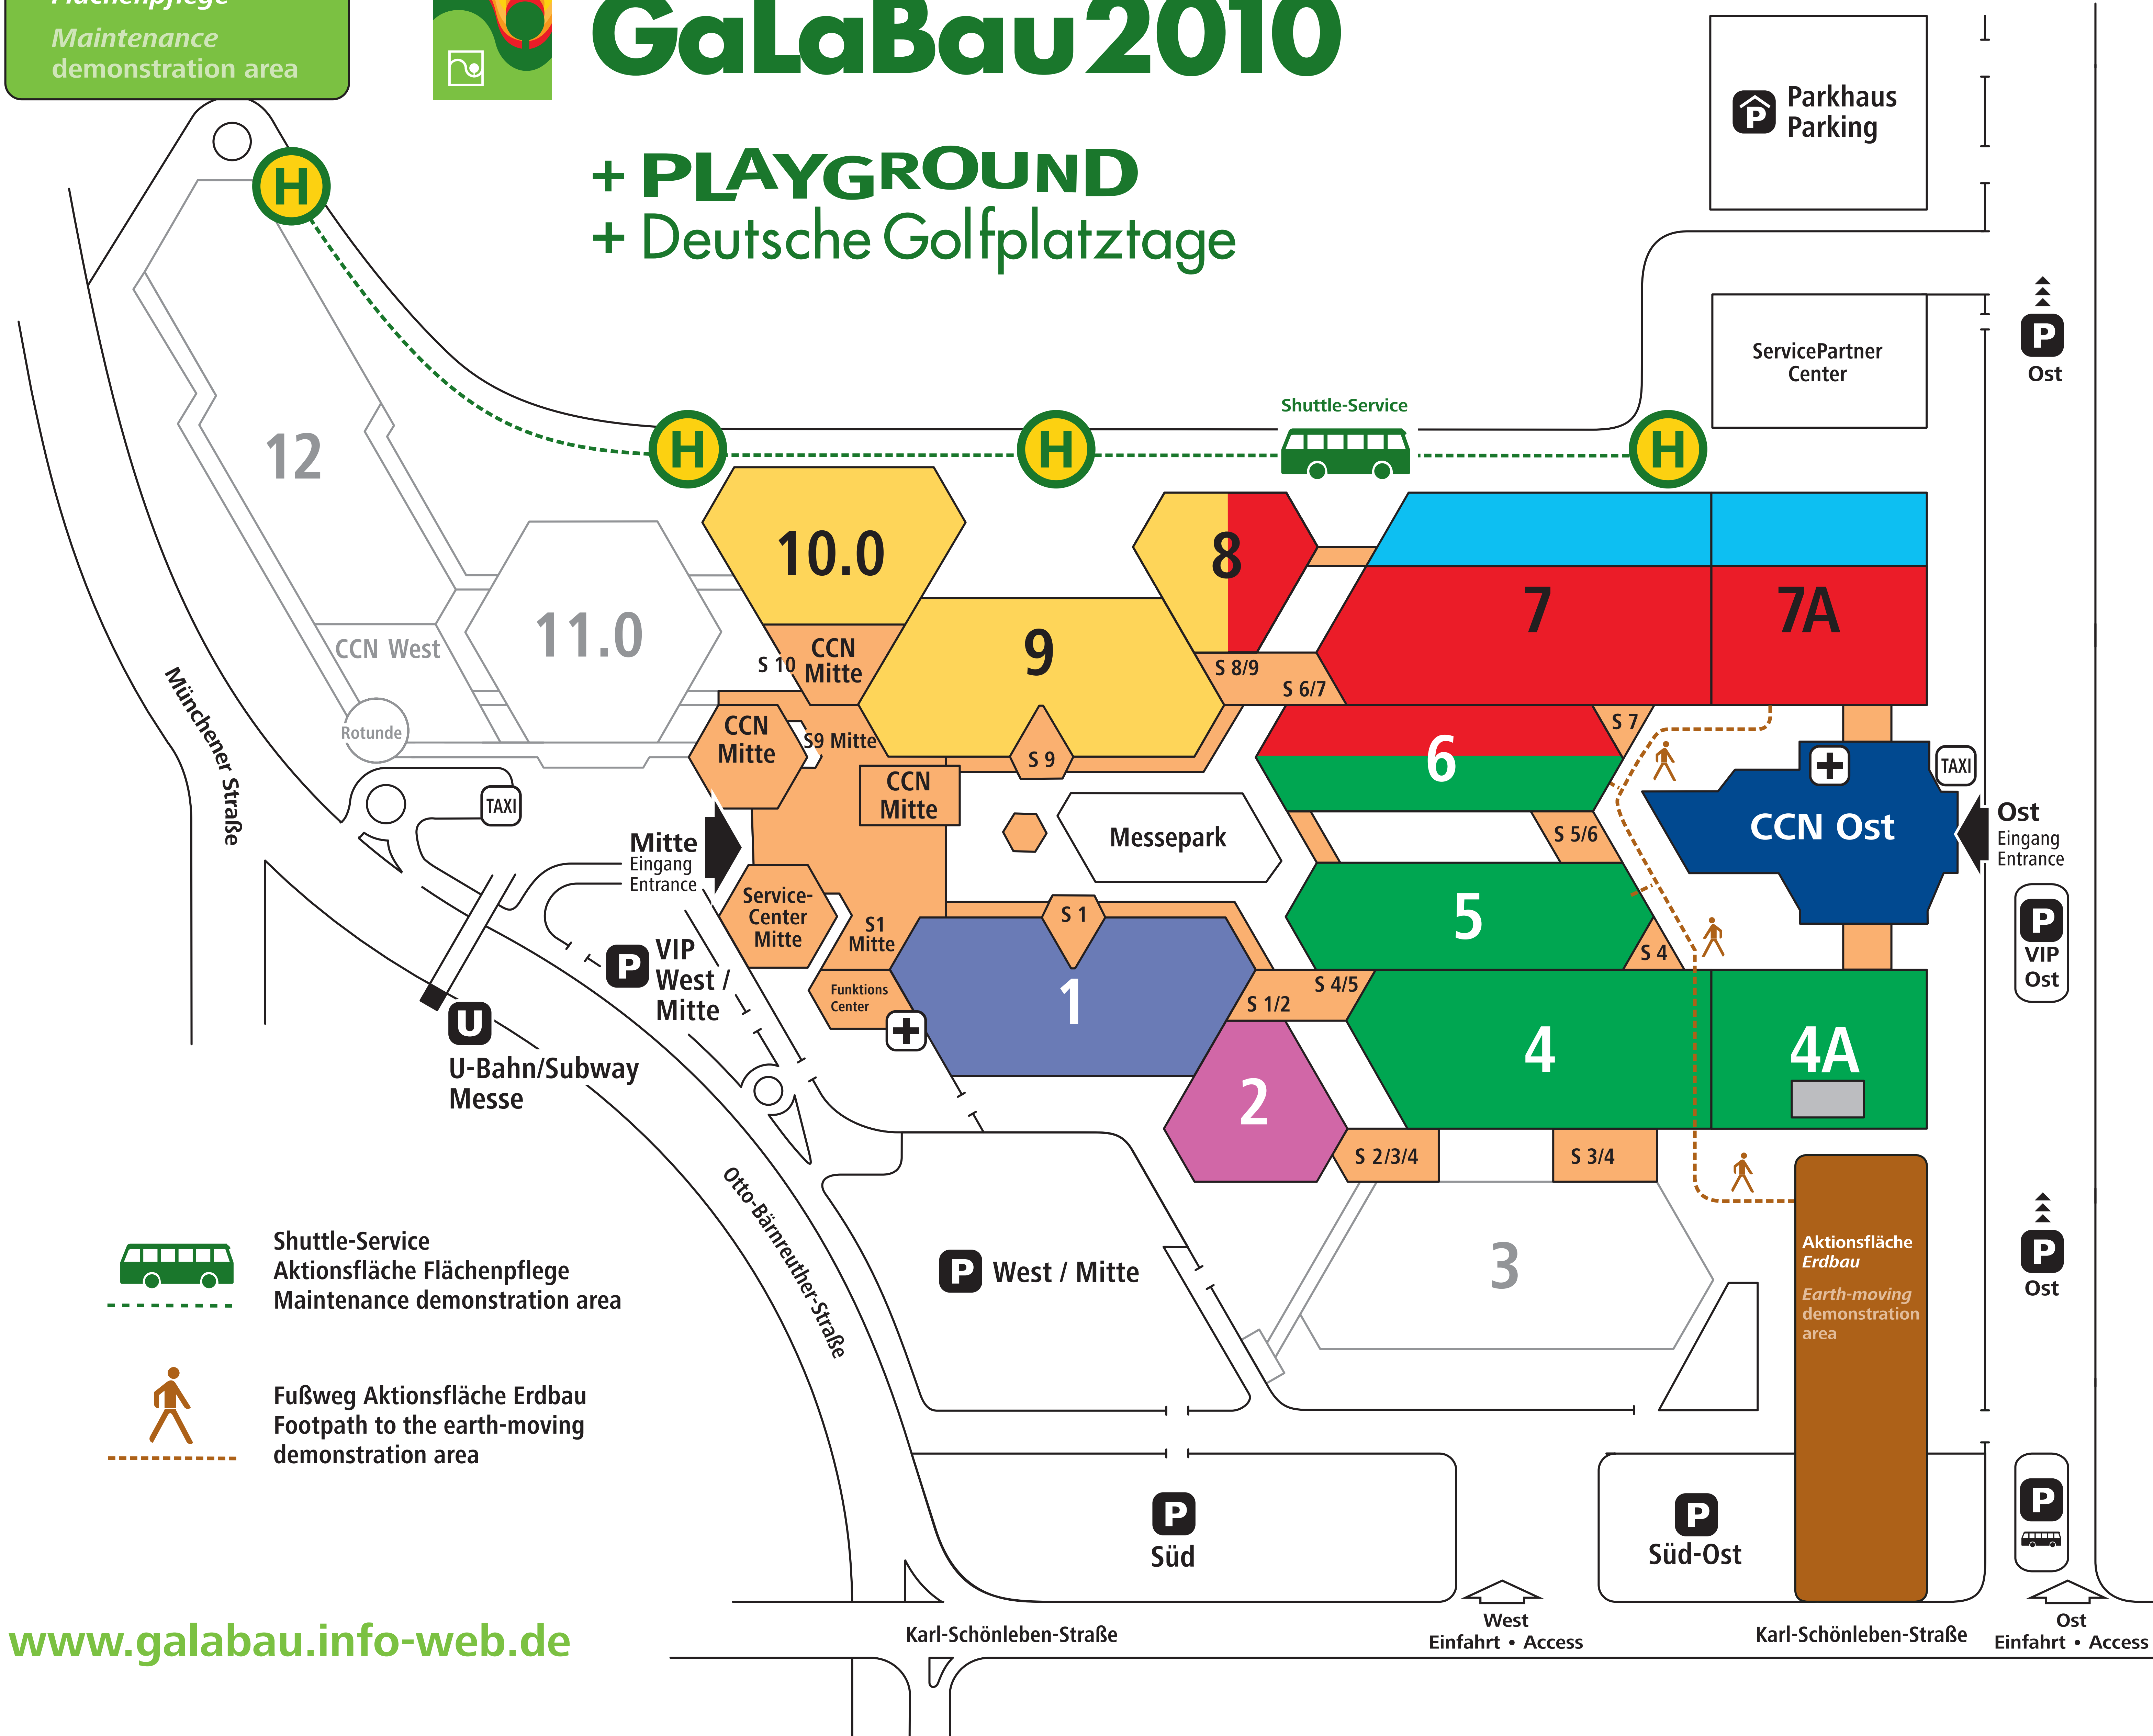 Flächenpflege
Maintenance
demonstration area
GaLaBau2010
+ PLAYGROUND
+ Deutsche Golfplatztage
P
Parkhaus
Parking
ServicePartner
Center
P
Ost
H
H
H
H
Shuttle-Service
12
11.0
10.0
9
8
7
7A
CCN West
Rotunde
S 10
CCN
Mitte
S 8/9
S 6/7
CCN
Mitte
S9 Mitte
S 9
CCN
Mitte
6
S 7
TAXI
CCN Ost
Ost
Eingang
Entrance
Münchener Straße
TAXI
Mitte
Eingang
Entrance
Messepark
S 5/6
5
S 4
P
VIP
Ost
Service-
Center
Mitte
S1
Mitte
S 1
Funktions
Center
1
S 1/2
S 4/5
4
4A
P
VIP
West /
Mitte
U
U-Bahn/Subway
Messe
2
S 2/3/4
S 3/4
Otto-Bärnreuther-Straße
P West / Mitte
3
Aktionsfläche
Erdbau
Earth-moving
demonstration
area
P
Ost
Shuttle-Service
Aktionsfläche Flächenpflege
Maintenance demonstration area
Fußweg Aktionsfläche Erdbau
Footpath to the earth-moving
demonstration area
P
Süd
P
Süd-Ost
P
www.galabau.info-web.de
Karl-Schönleben-Straße
West
Einfahrt • Access
Karl-Schönleben-Straße
Ost
Einfahrt • Access